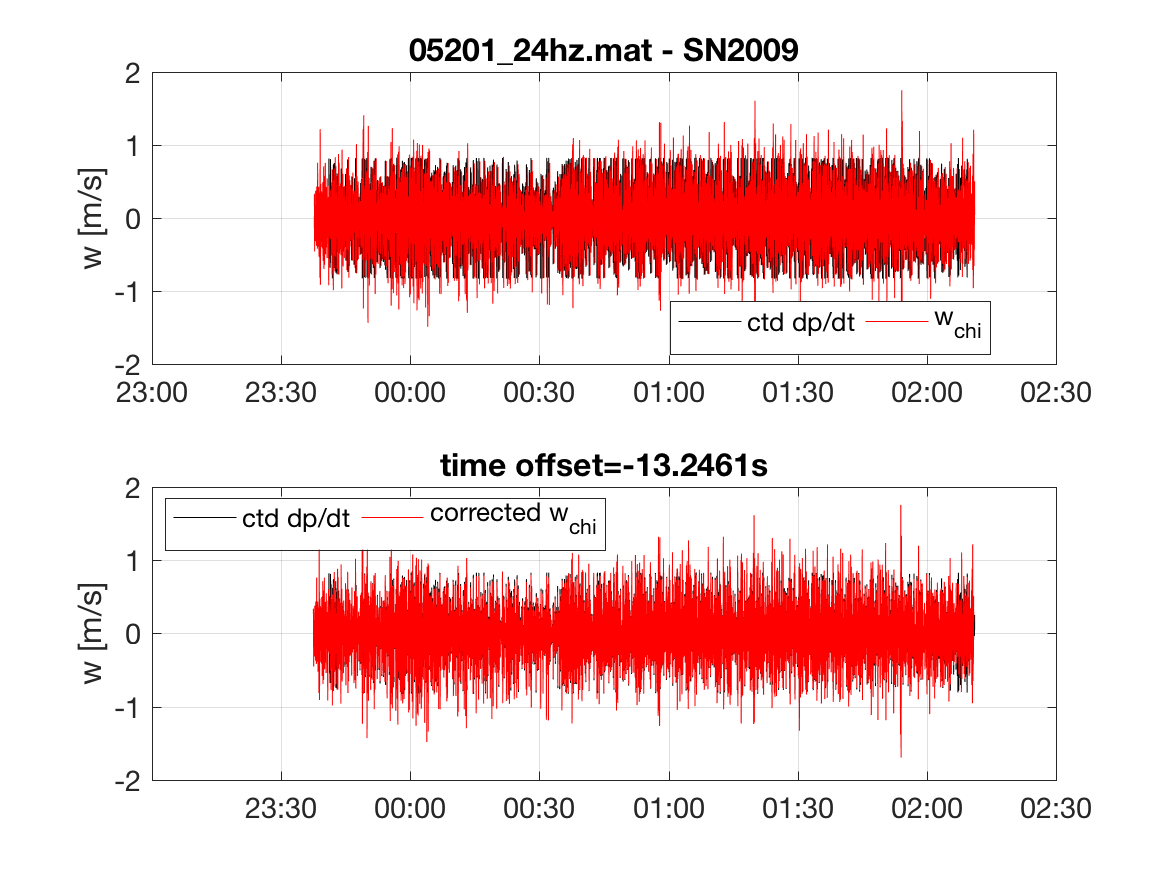 05201_24hz.mat - SN2009
2
1
0
-1
-2
w [m/s]
ctd dp/dt w_chi
23:00 23:30 00:00 00:30 01:00 01:30 02:00 02:30
time offset=-13.2461s
2
1
0
-1
-2
w [m/s]
ctd dp/dt corrected w_chi
23:30 00:00 00:30 01:00 01:30 02:00 02:30